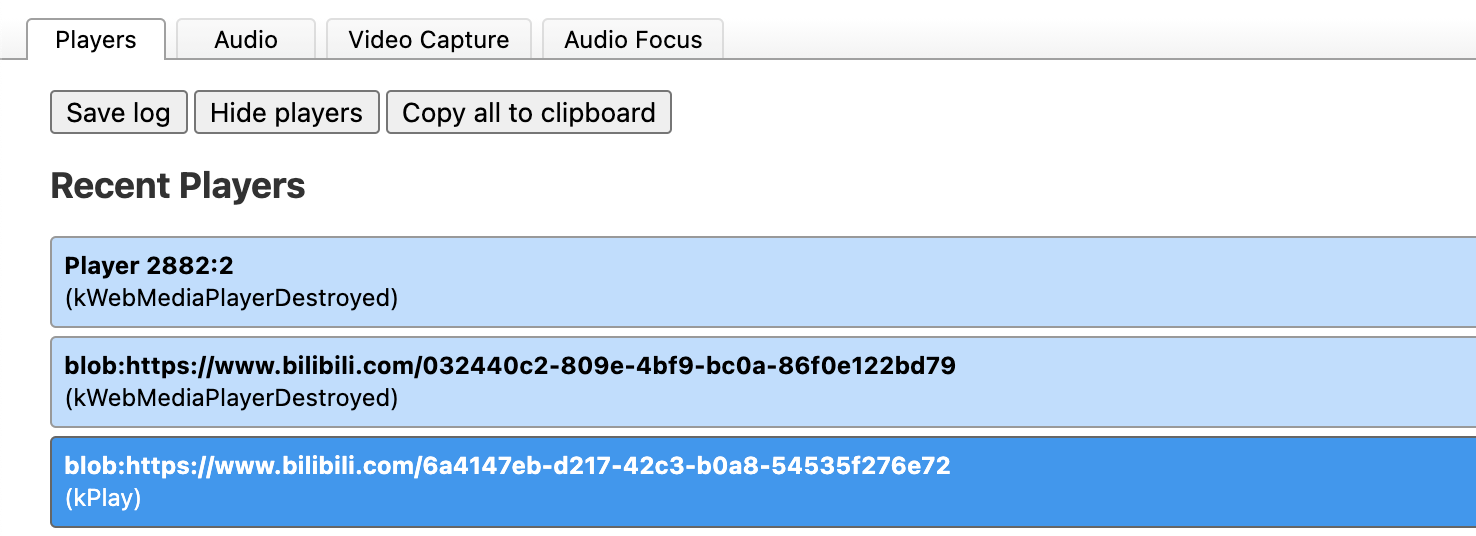 Players Audio Video Capture Audio Focus
Save log Hide players Copy all to clipboard
Recent Players
Player 2882:2
(kWebMediaPlayerDestroyed)
blob:https://www.bilibili.com/032440c2-809e-4bf9-bc0a-86f0e122bd79
(kWebMediaPlayerDestroyed)
blob:https://www.bilibili.com/6a4147eb-d217-42c3-b0a8-54535f276e72
(kPlay)